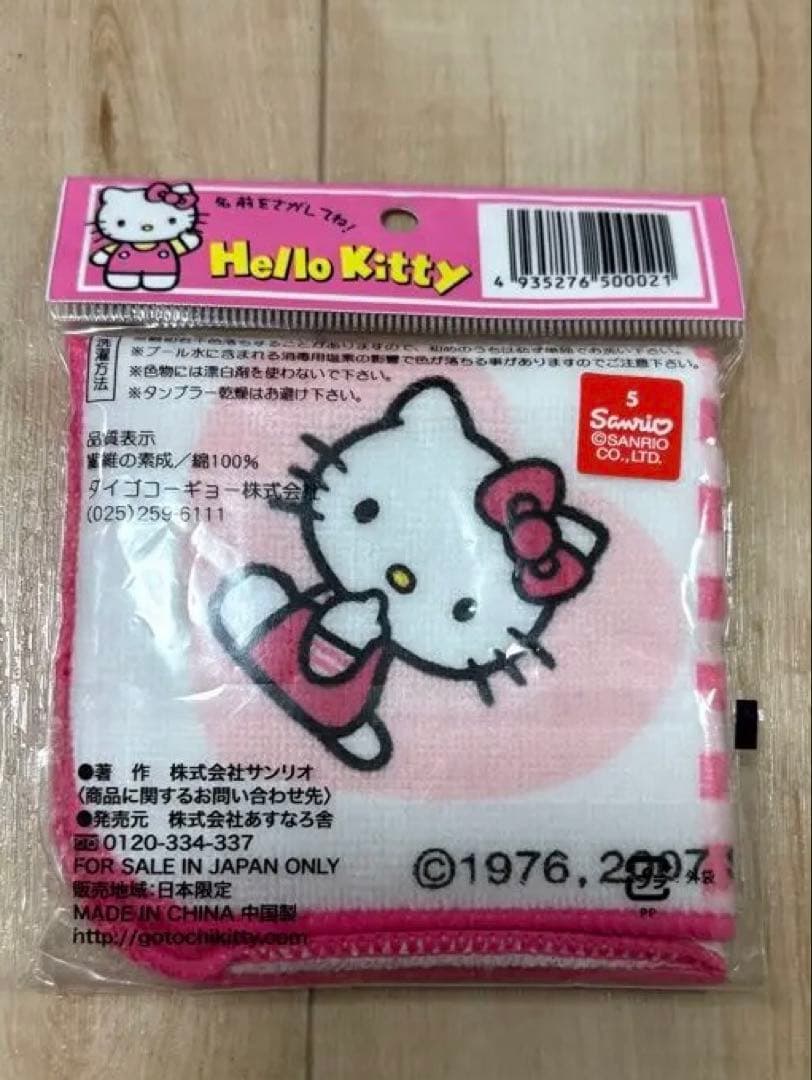 名前をさがしてね!
Hello Kitty
4 935276 500021
洗濯方法
※プール水に含まれる消毒用塩素の影響で色が落ちる事がありますのでご注意下さい。
※色物には漂白剤を使わないで下さい。
※タンブラー乾燥はお避け下さい。
5
Sanrio
©SANRIO
CO.,LTD.
品質表示
繊維の素成/綿100%
タイゴコーギョー株式会社
(025)259-6111
●著 作 株式会社サンリオ
〈商品に関するお問い合わせ先〉
●発売元 株式会社あすなろ舎
0120-334-337
FOR SALE IN JAPAN ONLY
販売地域:日本限定
MADE IN CHINA 中国製
http://gotochikitty.com
©1976, 2007
プラ
外袋
PP